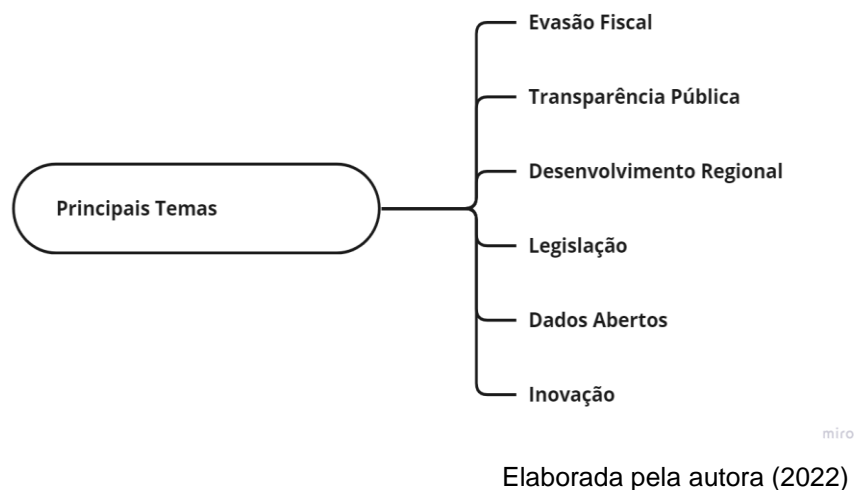 Principais Temas
Evasão Fiscal
Transparência Pública
Desenvolvimento Regional
Legislação
Dados Abertos
Inovação
miro
Elaborada pela autora (2022)